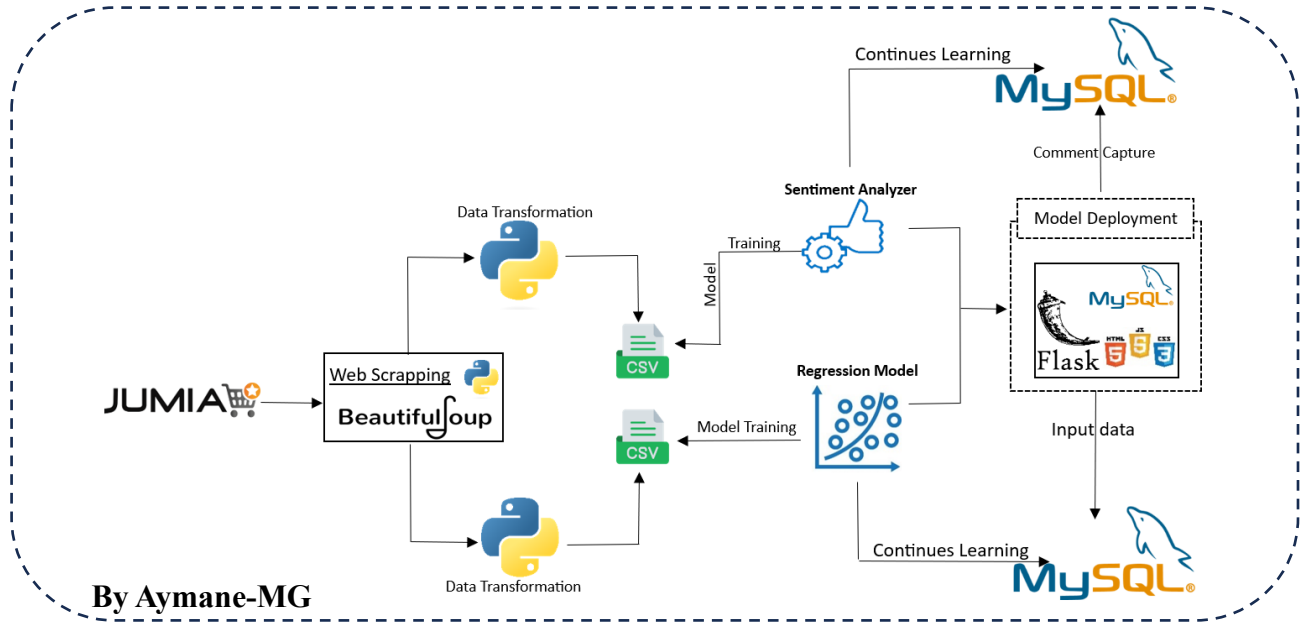 Continues Learning
MySQL®
Comment Capture
Sentiment Analyzer
Data Transformation
Model Deployment
Training
Model
MySQL®
CSV
HTML
5
JS
5
CSS
3
Flask
Web Scrapping
BeautifulSoup
JUMIA
Regression Model
Model Training
CSV
Input data
Continues Learning
MySQL®
Data Transformation
By Aymane-MG